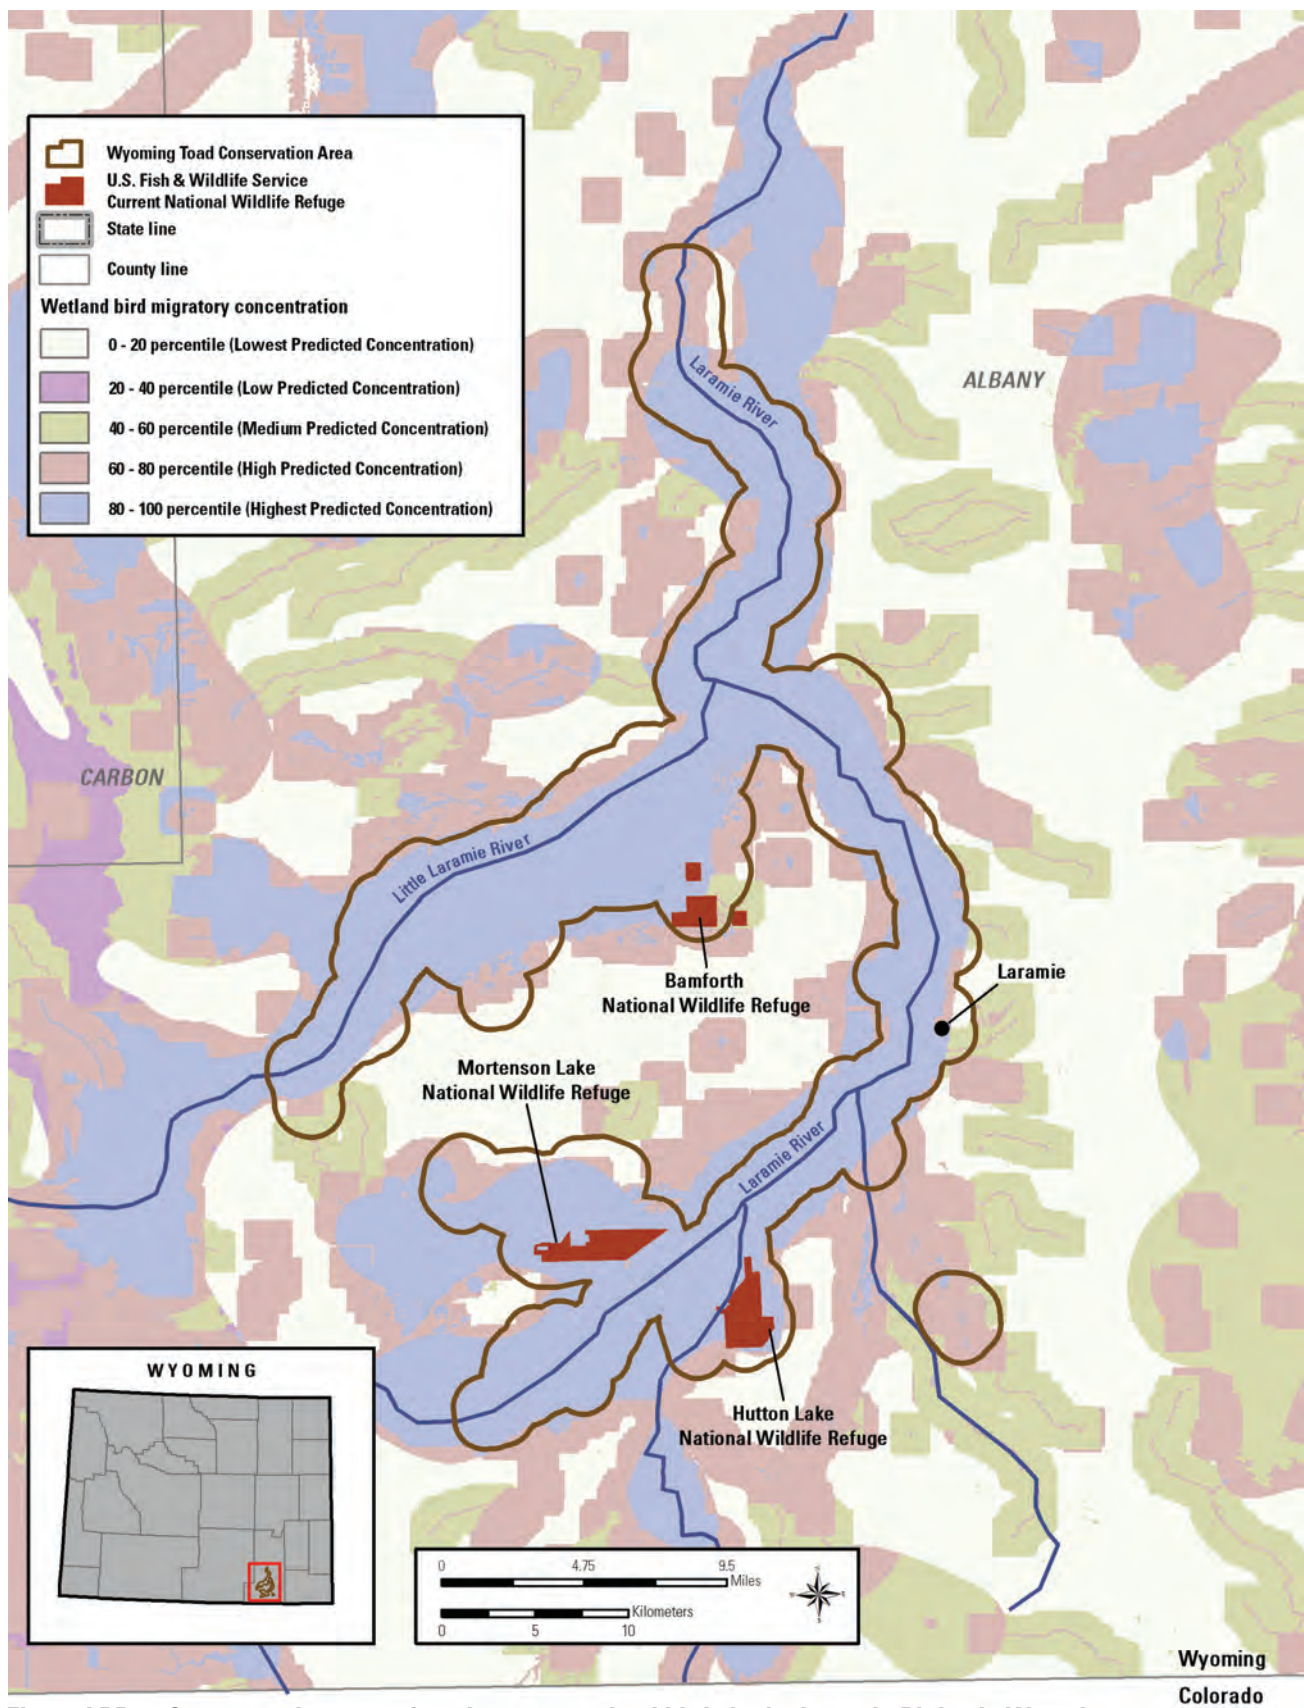 Wyoming Toad Conservation Area
U.S. Fish & Wildlife Service
Current National Wildlife Refuge
State line
County line
Wetland bird migratory concentration
0 - 20 percentile (Lowest Predicted Concentration)
20 - 40 percentile (Low Predicted Concentration)
40 - 60 percentile (Medium Predicted Concentration)
60 - 80 percentile (High Predicted Concentration)
80 - 100 percentile (Highest Predicted Concentration)
Laramie River
ALBANY
CARBON
Little Laramie River
Bamforth
National Wildlife Refuge
Laramie
Mortenson Lake
National Wildlife Refuge
Laramie River
Hutton Lake
National Wildlife Refuge
WYOMING
0 4.75 9.5
Miles
Kilometers
0 5 10
Wyoming
Colorado